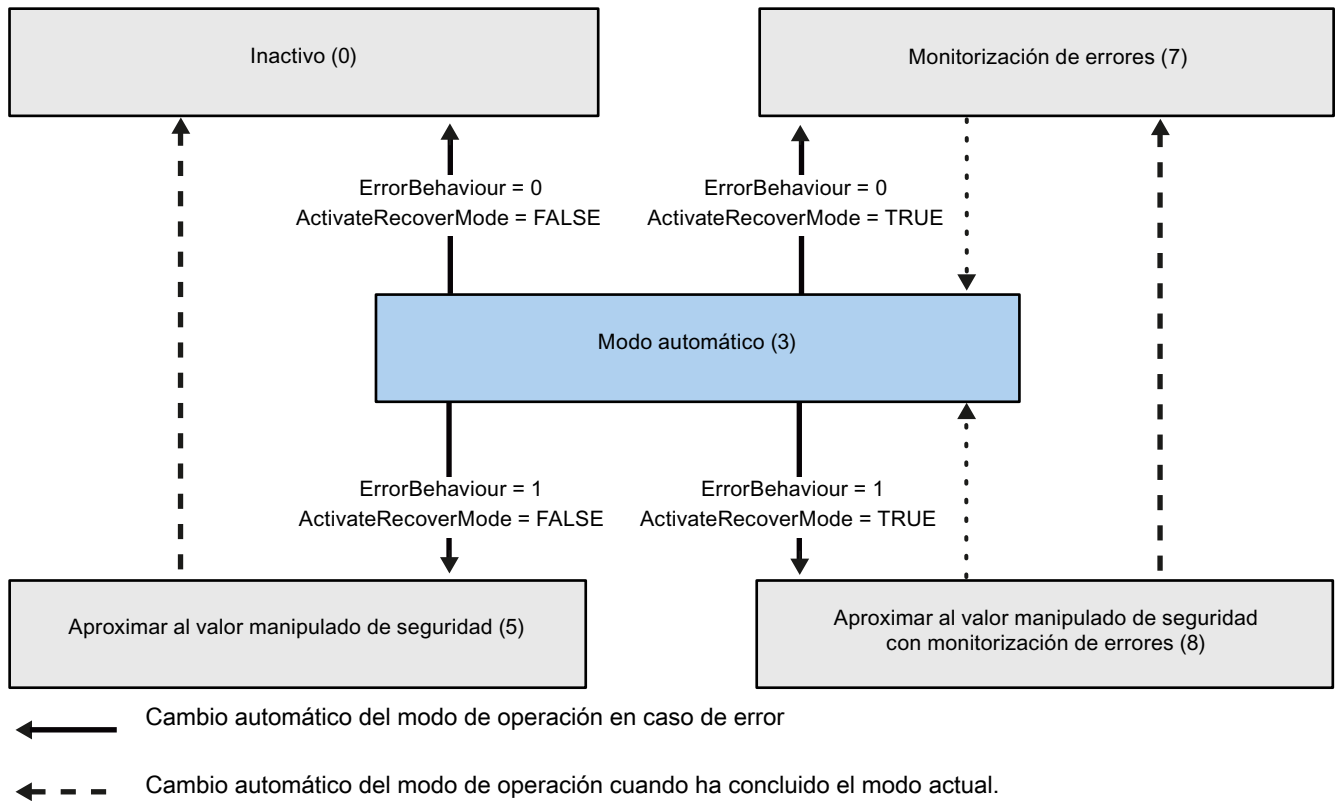 Inactivo (0)
Monitorización de errores (7)
ErrorBehaviour = 0
ActivateRecoverMode = FALSE
ErrorBehaviour = 0
ActivateRecoverMode = TRUE
Modo automático (3)
ErrorBehaviour = 1
ActivateRecoverMode = FALSE
ErrorBehaviour = 1
ActivateRecoverMode = TRUE
Aproximar al valor manipulado de seguridad (5)
Aproximar al valor manipulado de seguridad
con monitorización de errores (8)
Cambio automático del modo de operación en caso de error
Cambio automático del modo de operación cuando ha concluido el modo actual.